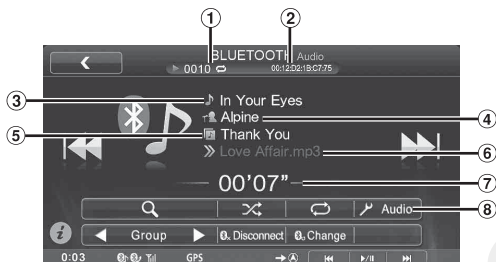 ① ②
BLUETOOTH Audio
0010 00:12:D2:1B:C7:75
③ In Your Eyes
Alpine ④
⑤ Thank You
Love Affair.mp3 ⑥
00'07" ⑦
Audio ⑧
Group Disconnect Change
0:03 GPS A